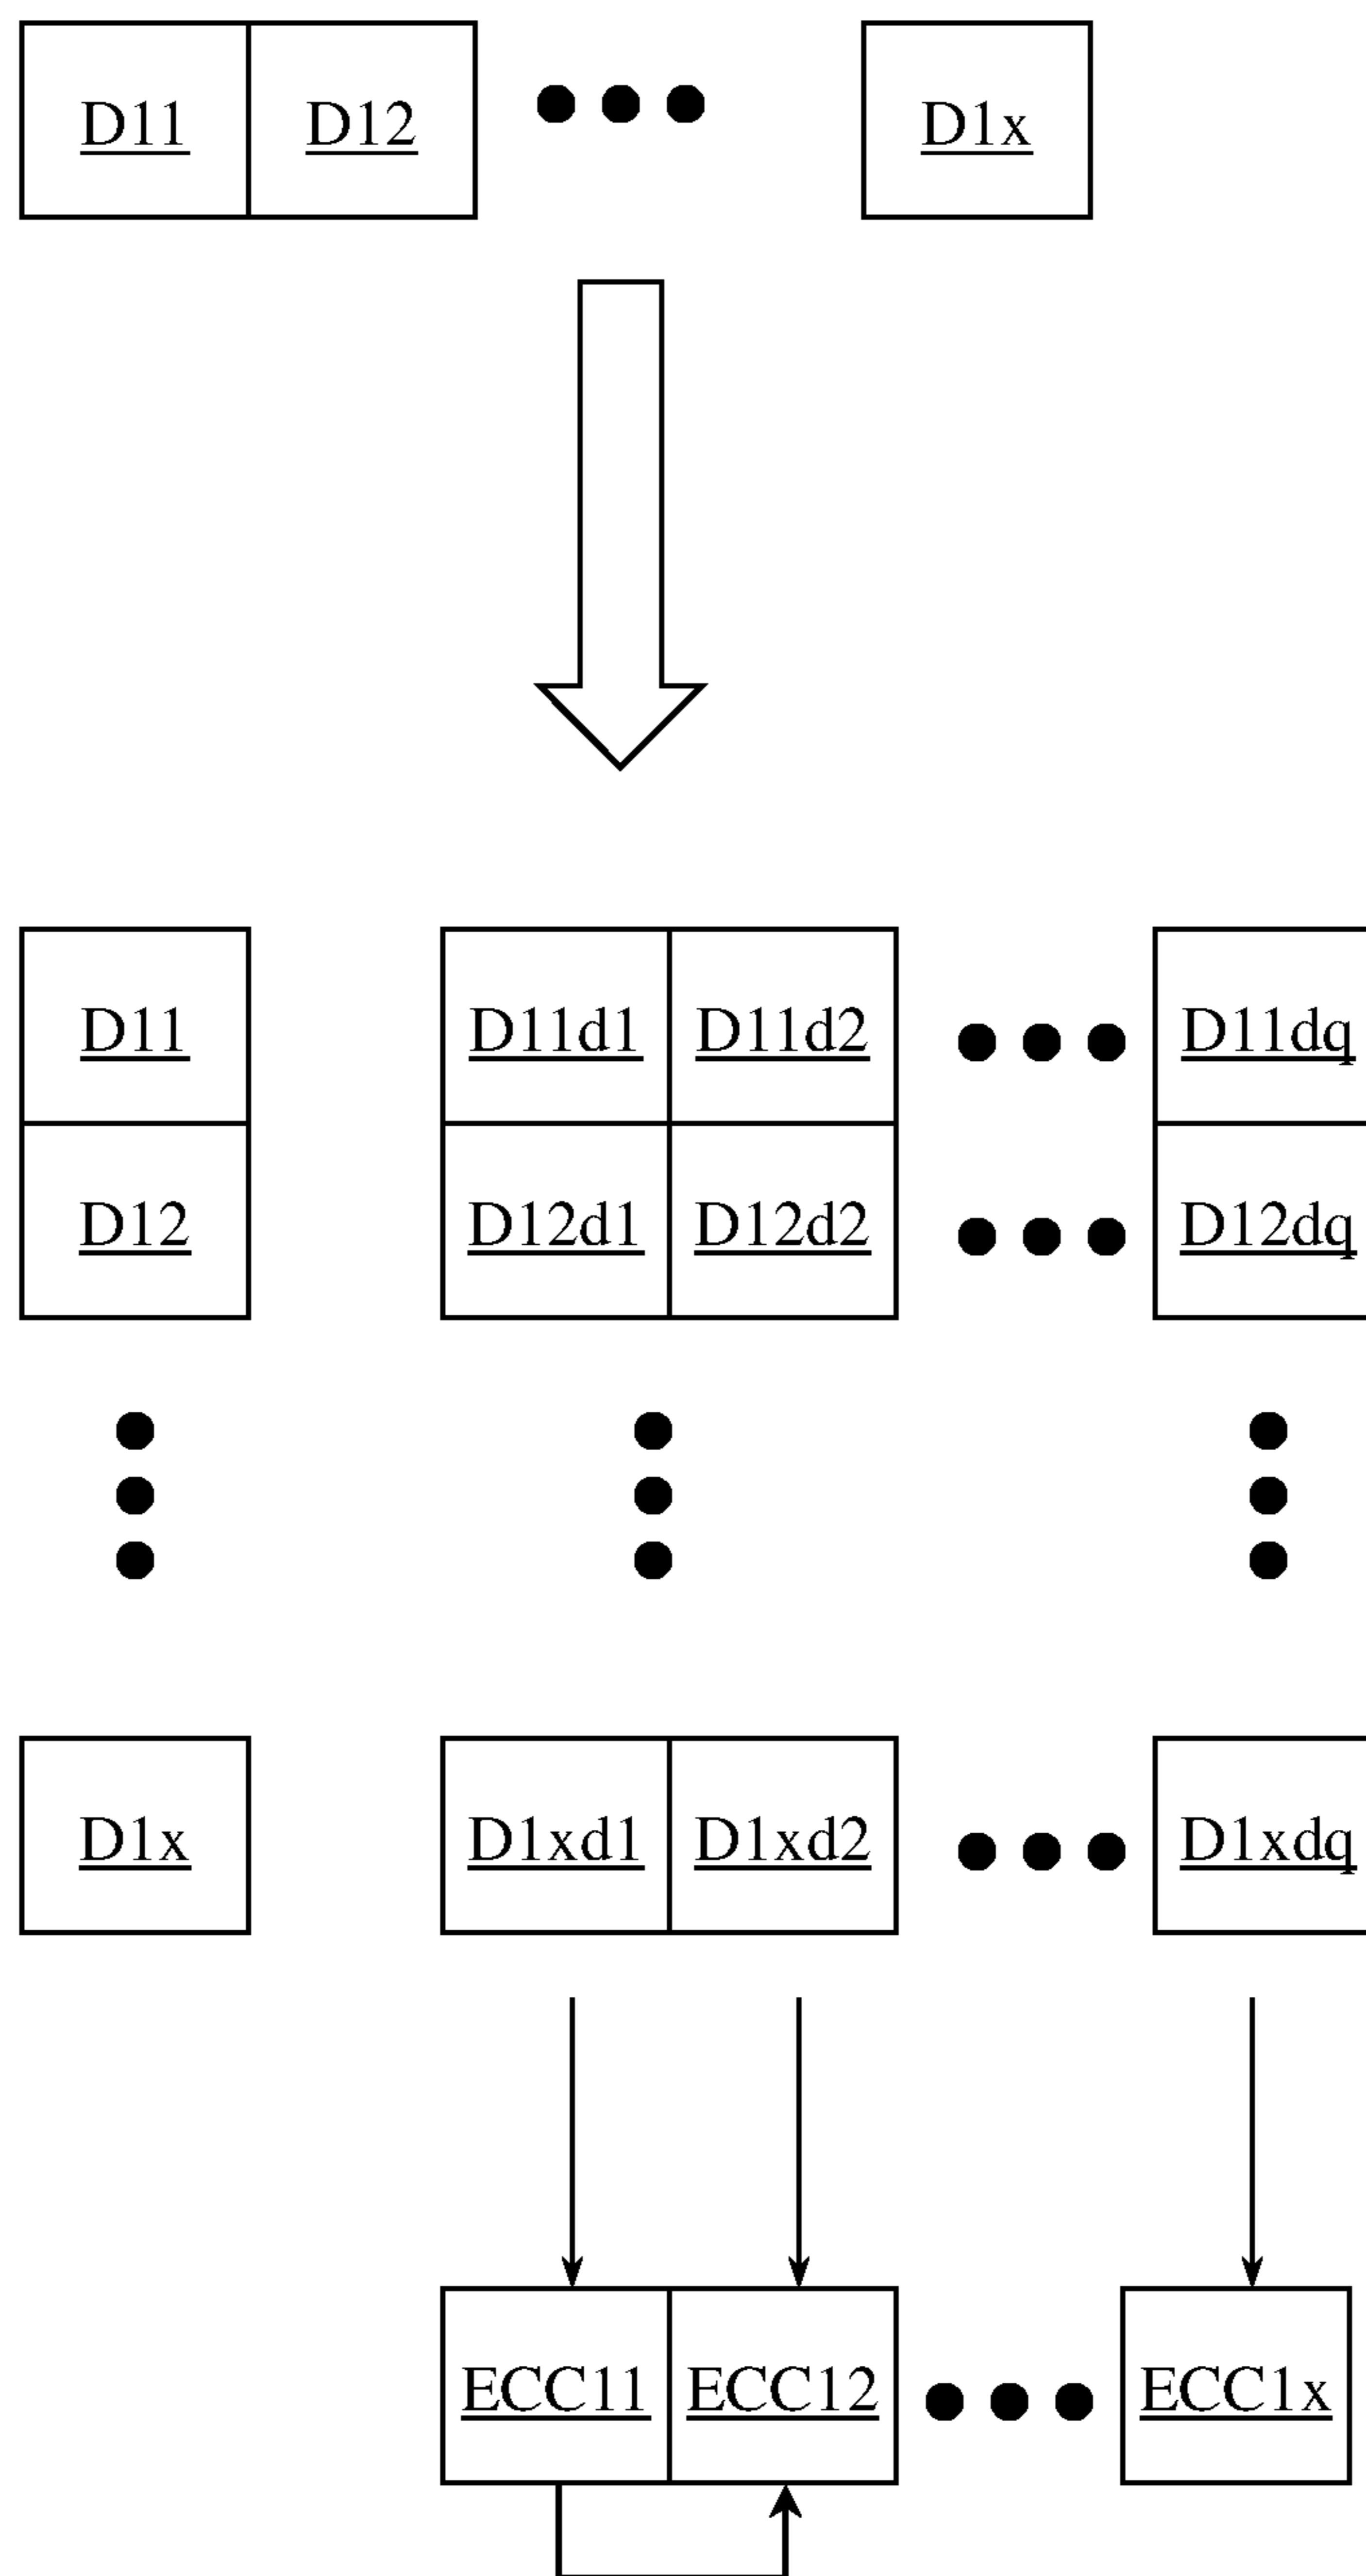 D11 D12 D1x
D11 D11d1 D11d2 D11dq
D12 D12d1 D12d2 D12dq
D1x D1xd1 D1xd2 D1xdq
ECC11 ECC12 ECC1x